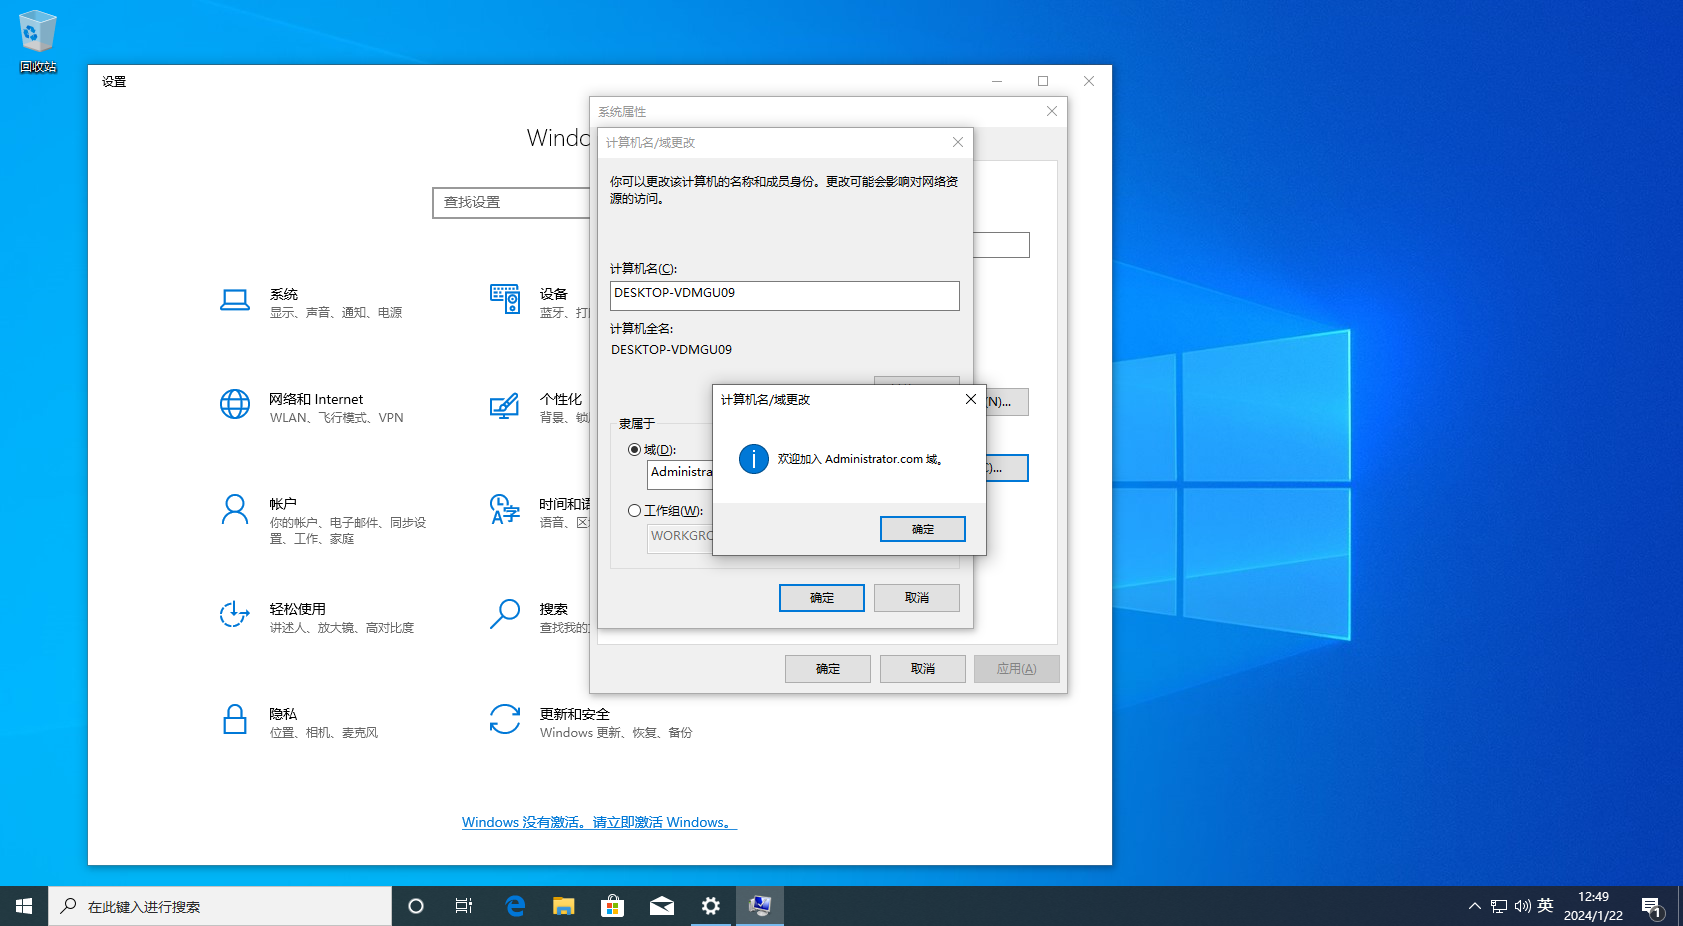 回收站
设置
Windo
查找设置
系统
显示、声音、通知、电源
设备
蓝牙、打
网络和 Internet
WLAN、飞行模式、VPN
个性化
背景、锁
帐户
你的帐户、电子邮件、同步设
置、工作、家庭
时间和语
语音、区
轻松使用
讲述人、放大镜、高对比度
搜索
查找我的
隐私
位置、相机、麦克风
更新和安全
Windows 更新、恢复、备份
Windows 没有激活。请立即激活 Windows。
系统属性
计算机名/域更改
你可以更改该计算机的名称和成员身份。更改可能会影响对网络资
源的访问。
计算机名(C):
DESKTOP-VDMGU09
计算机全名:
DESKTOP-VDMGU09
(N)...
隶属于
域(D):
Administra
C)...
工作组(W):
WORKGRO
确定
取消
确定
取消
应用(A)
计算机名/域更改
欢迎加入 Administrator.com 域。
确定
在此键入进行搜索
英
12:49
2024/1/22
1